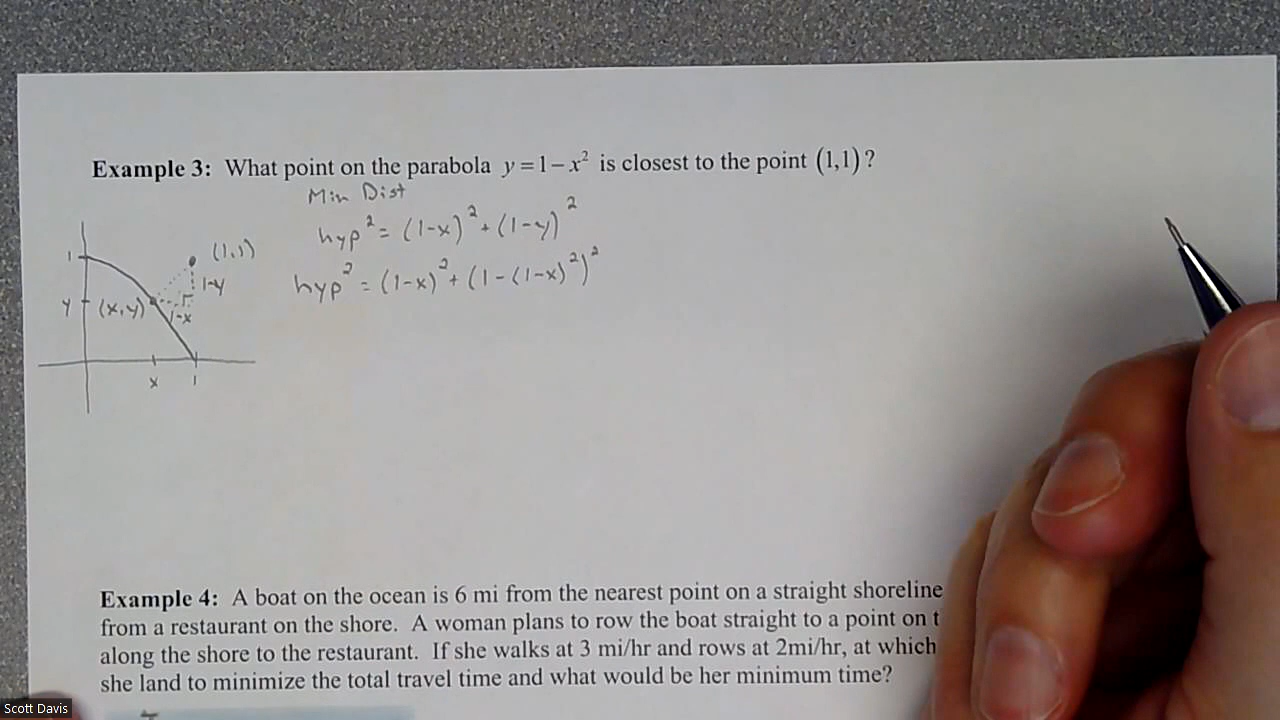 Example 3: What point on the parabola y = 1 − x² is closest to the point (1,1)?
Min Dist
hyp² = (1-x)² + (1-y)²
hyp² = (1-x)² + (1-(1-x)²)²
1
(1,1)
1-y
y
(x,y)
1-x
x
1
Example 4: A boat on the ocean is 6 mi from the nearest point on a straight shoreline
from a restaurant on the shore. A woman plans to row the boat straight to a point on t
along the shore to the restaurant. If she walks at 3 mi/hr and rows at 2mi/hr, at which
she land to minimize the total travel time and what would be her minimum time?
Scott Davis